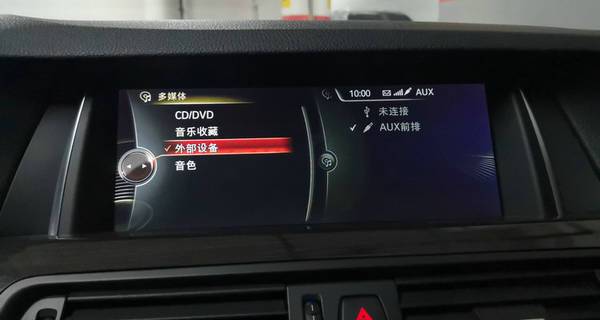 多媒体
CD/DVD
音乐收藏
外部设备
音色
10:00 AUX
未连接
AUX前排